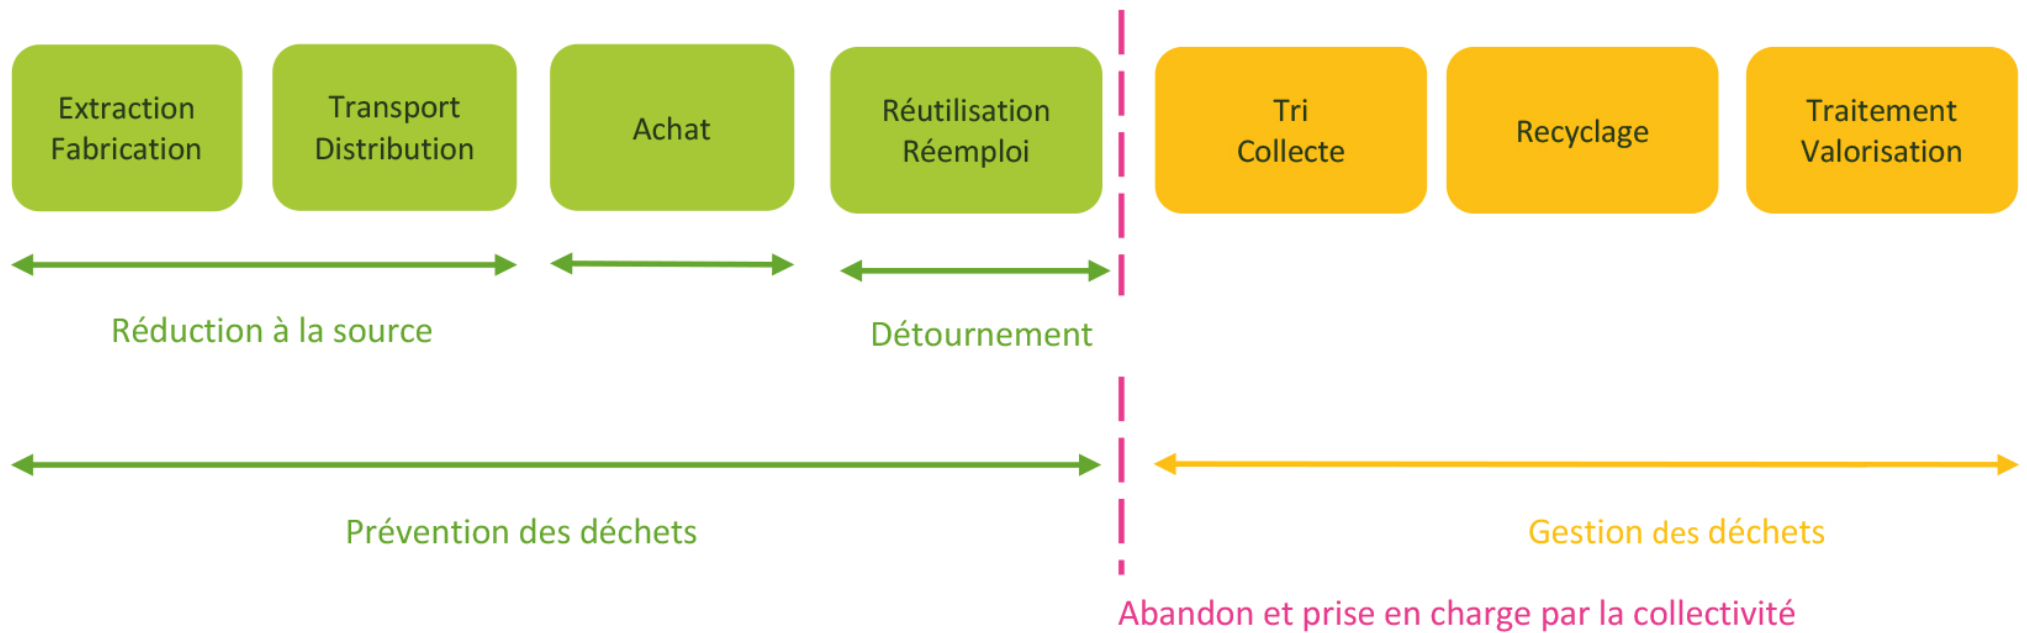 Extraction
Fabrication
Transport
Distribution
Achat
Réutilisation
Réemploi
Tri
Collecte
Recyclage
Traitement
Valorisation
Réduction à la source
Détournement
Prévention des déchets
Gestion des déchets
Abandon et prise en charge par la collectivité